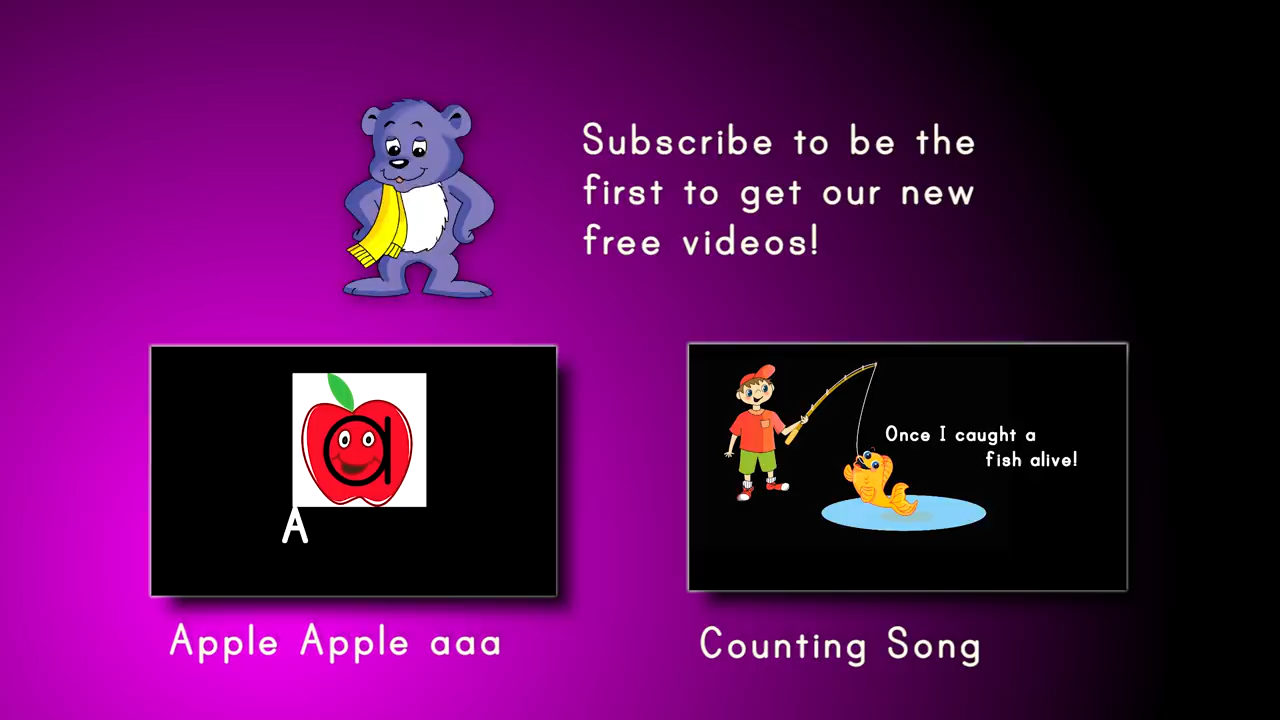 Subscribe to be the
first to get our new
free videos!
a
A
Once I caught a
fish alive!
Apple Apple aaa
Counting Song